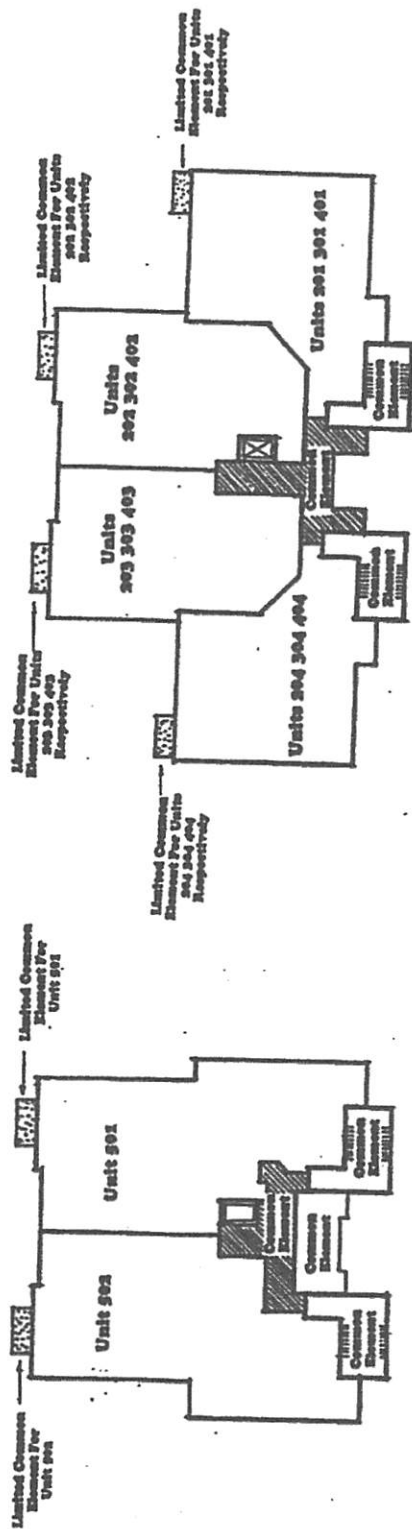 Limited Common
Element For
Unit 502
Limited Common
Element For
Unit 501
Unit 502
Unit 501
Common
Element
Common
Element
Common
Element
Common
Element
Limited Common
Element For Units
203 303 403
Respectively
Limited Common
Element For Units
202 302 402
Respectively
Limited Common
Element For Units
204 304 404
Respectively
Limited Common
Element For Units
201 301 401
Respectively
Units
203 303 403
Units
202 302 402
Units 204 304 404
Units 201 301 401
Common
Element
Common
Element
Common
Element